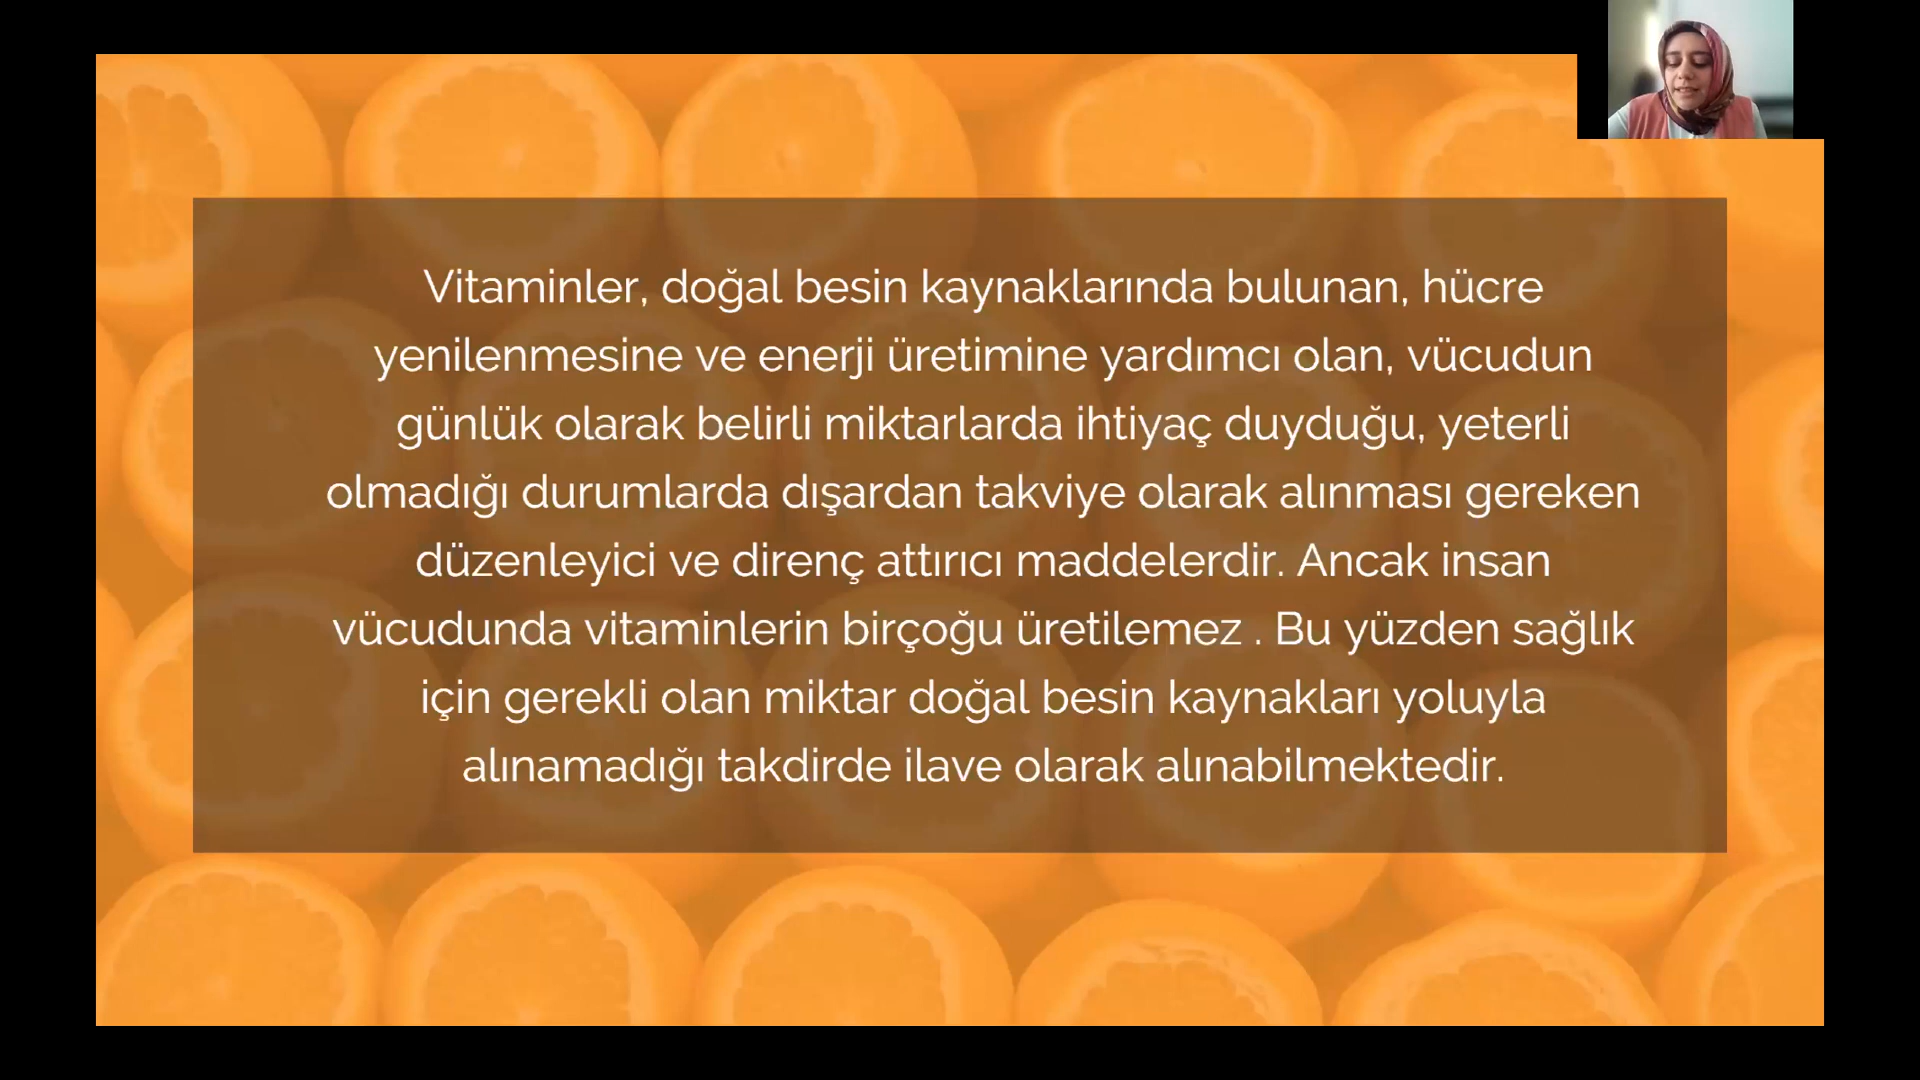 Vitaminler, doğal besin kaynaklarında bulunan, hücre
yenilenmesine ve enerji üretimine yardımcı olan, vücudun
günlük olarak belirli miktarlarda ihtiyaç duyduğu, yeterli
olmadığı durumlarda dışardan takviye olarak alınması gereken
düzenleyici ve direnç attırıcı maddelerdir. Ancak insan
vücudunda vitaminlerin birçoğu üretilemez . Bu yüzden sağlık
için gerekli olan miktar doğal besin kaynakları yoluyla
alınamadığı takdirde ilave olarak alınabilmektedir.